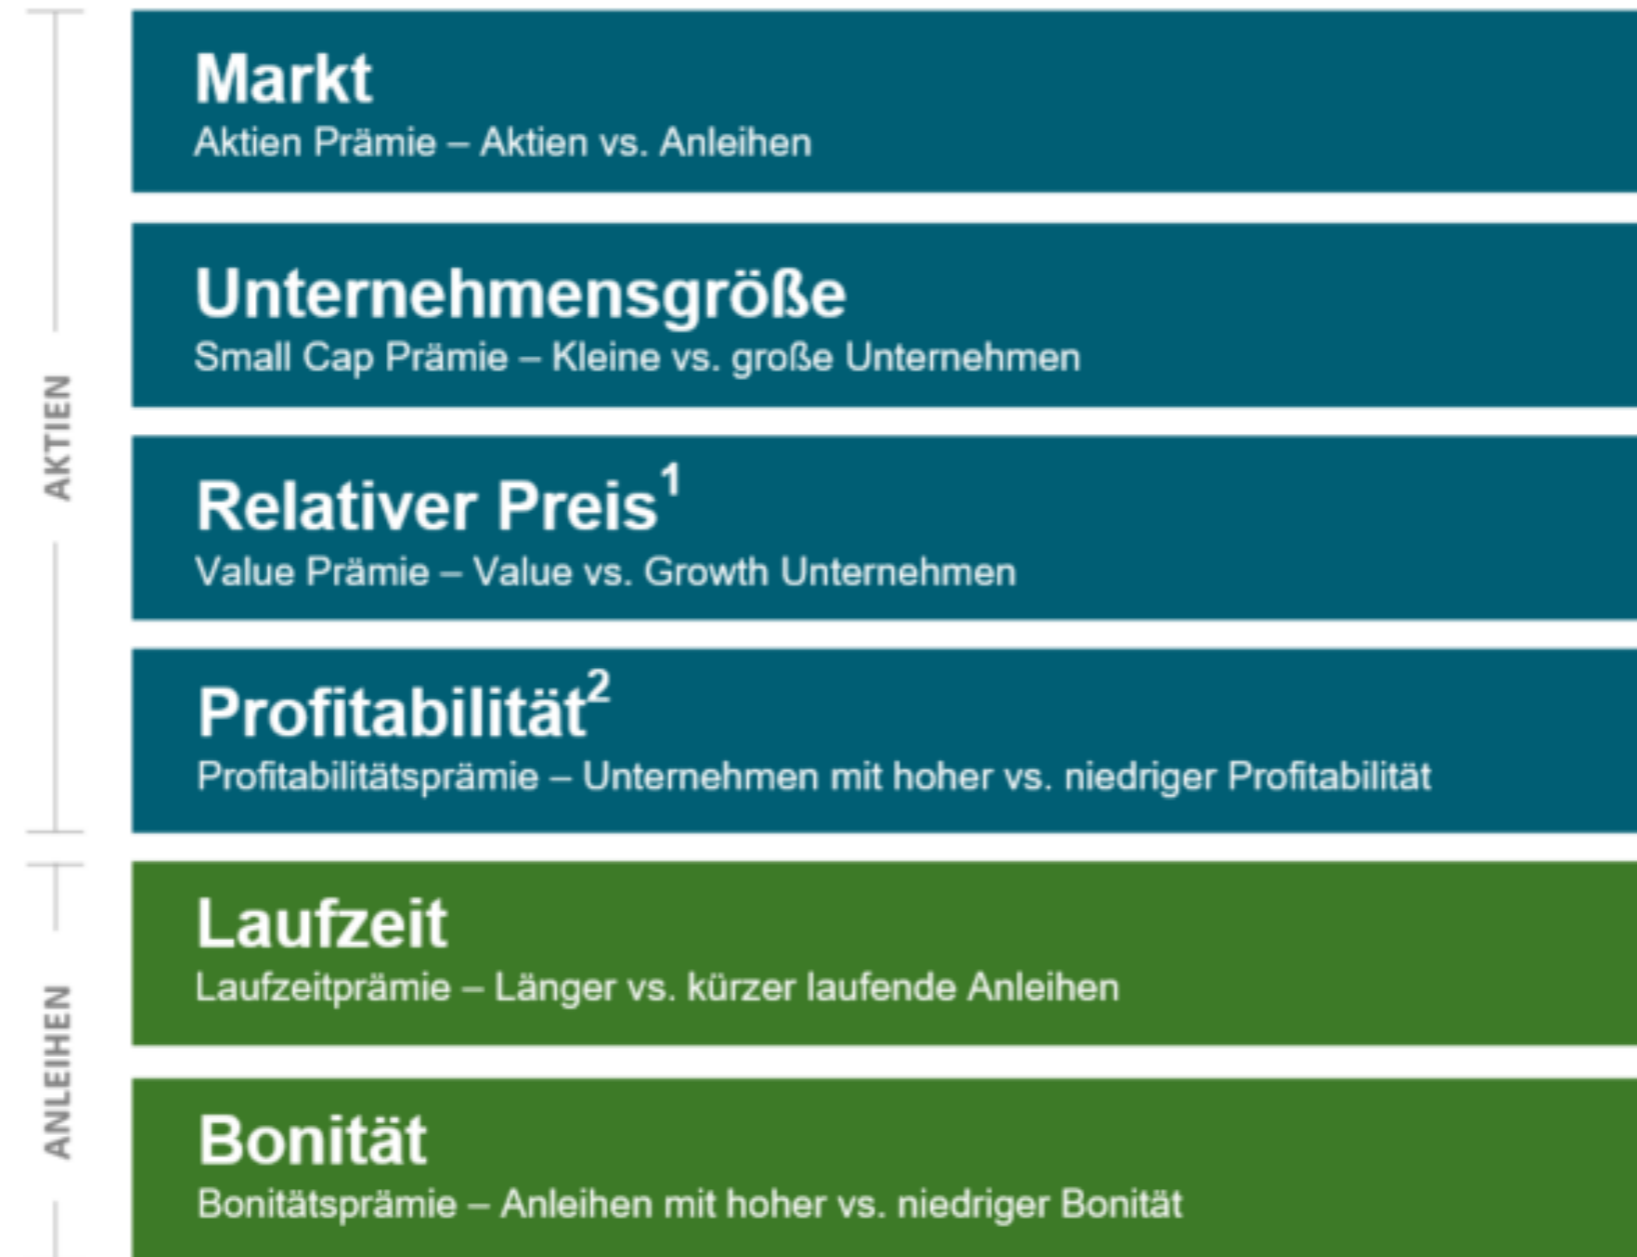 AKTIEN
Markt
Aktien Prämie – Aktien vs. Anleihen
Unternehmensgröße
Small Cap Prämie – Kleine vs. große Unternehmen
Relativer Preis¹
Value Prämie – Value vs. Growth Unternehmen
Profitabilität²
Profitabilitätsprämie – Unternehmen mit hoher vs. niedriger Profitabilität
ANLEIHEN
Laufzeit
Laufzeitprämie – Länger vs. kürzer laufende Anleihen
Bonität
Bonitätsprämie – Anleihen mit hoher vs. niedriger Bonität